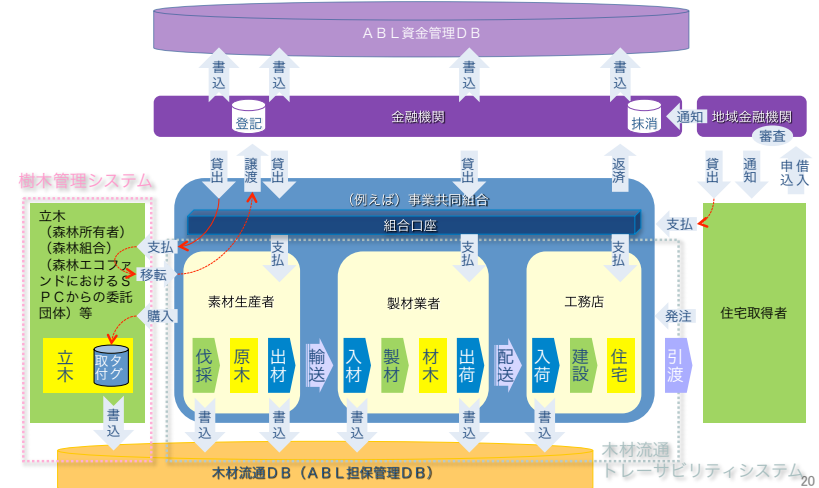 ＡＢＬ資金管理ＤＢ
書込
書込
書込
書込
登記
金融機関
抹消
通知
地域金融機関
審査
貸出
譲渡
貸出
貸出
返済
貸出
通知
申込
借入
樹木管理システム
（例えば）事業共同組合
組合口座
立木
（森林所有者）
（森林組合）
（森林エコファ
ンドにおけるＳ
ＰＣからの委託
団体）等
支払
移転
購入
支払
支払
支払
支払
発注
素材生産者
製材業者
工務店
住宅取得者
立木
取付
タグ
伐採
原木
出材
輸送
入材
製材
材木
出荷
配送
入荷
建設
住宅
引渡
書込
書込
書込
書込
書込
書込
木材流通ＤＢ（ＡＢＬ担保管理ＤＢ）
木材流通
トレーサビリティシステム
20